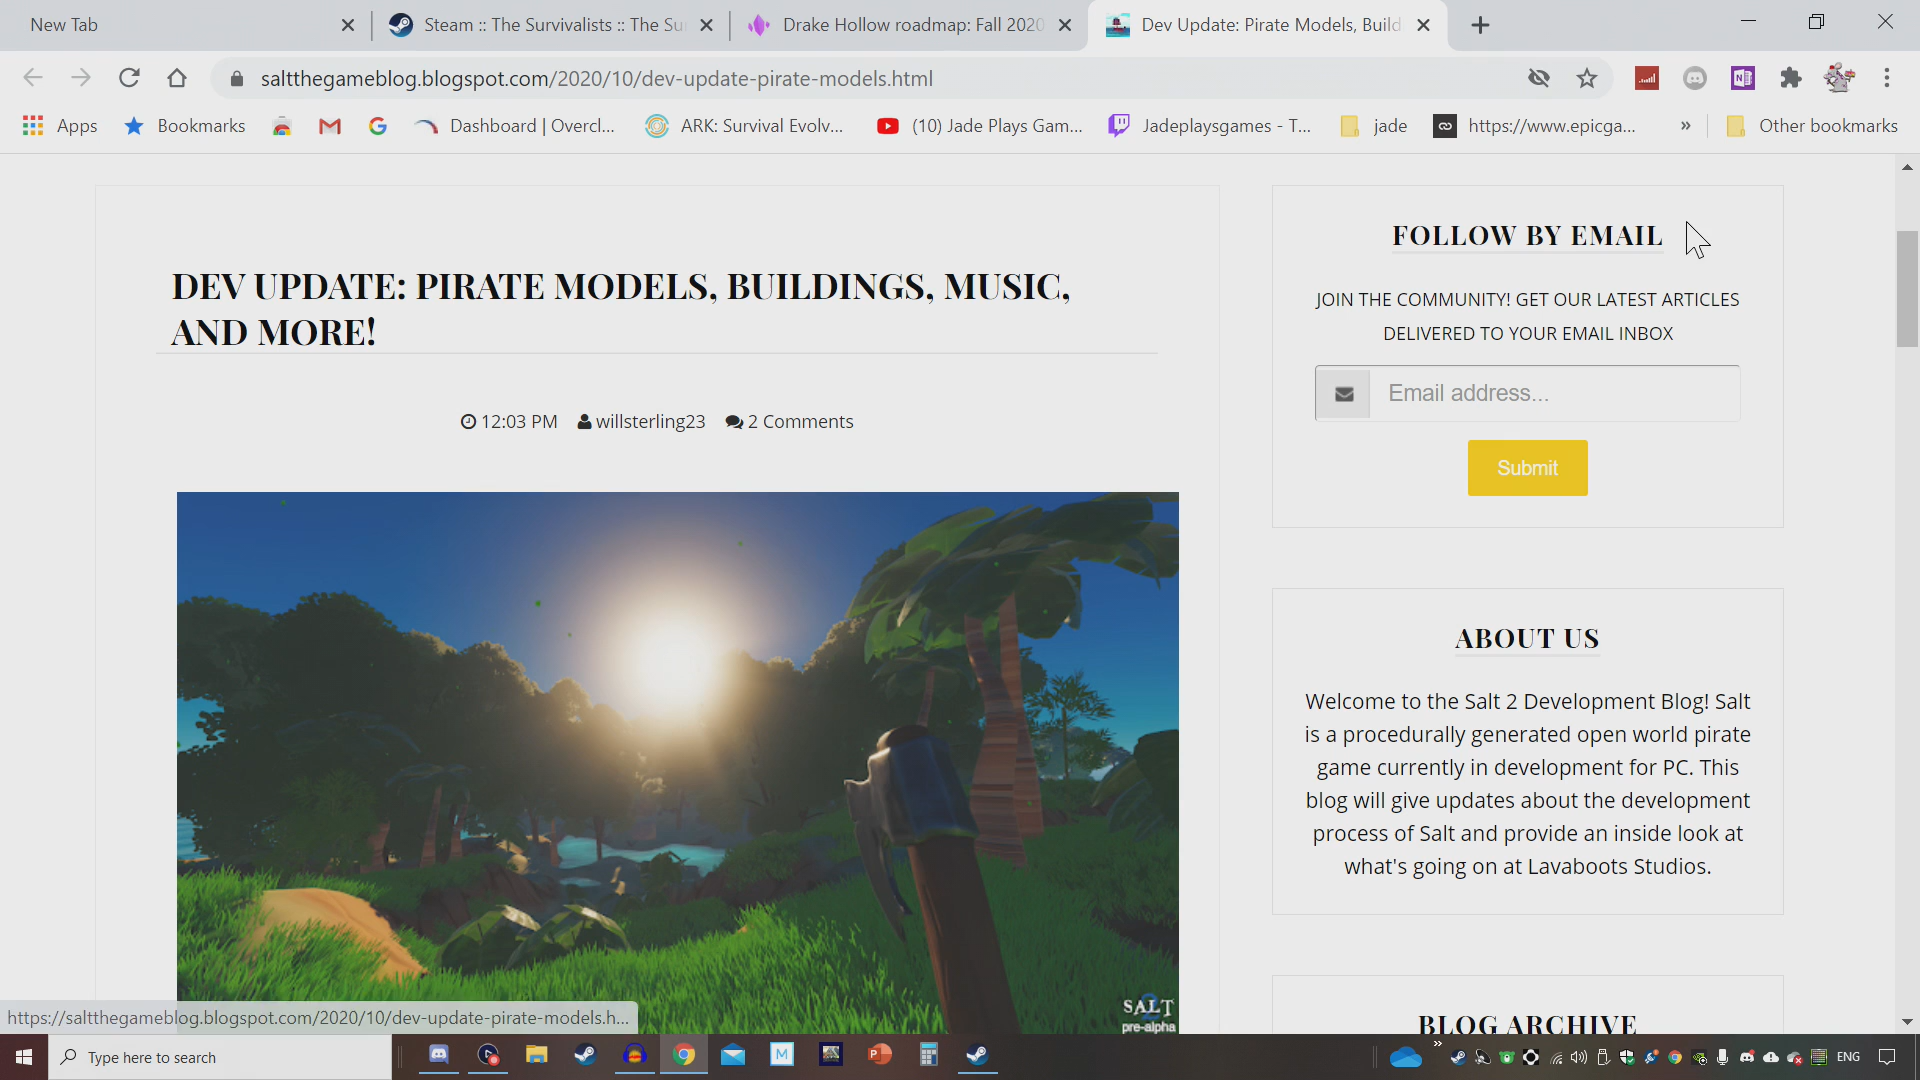 New Tab
Steam :: The Survivalists :: The Su
Drake Hollow roadmap: Fall 2020
Dev Update: Pirate Models, Build
saltthegameblog.blogspot.com/2020/10/dev-update-pirate-models.html
Apps
Bookmarks
Dashboard | Overcl...
ARK: Survival Evolv...
(10) Jade Plays Gam...
Jadeplaysgames - T...
jade
https://www.epicga...
»
Other bookmarks
DEV UPDATE: PIRATE MODELS, BUILDINGS, MUSIC,
AND MORE!
12:03 PM willsterling23 2 Comments
SALT
2
pre-alpha
FOLLOW BY EMAIL
JOIN THE COMMUNITY! GET OUR LATEST ARTICLES
DELIVERED TO YOUR EMAIL INBOX
Email address...
Submit
ABOUT US
Welcome to the Salt 2 Development Blog! Salt
is a procedurally generated open world pirate
game currently in development for PC. This
blog will give updates about the development
process of Salt and provide an inside look at
what's going on at Lavaboots Studios.
BLOG ARCHIVE
https://saltthegameblog.blogspot.com/2020/10/dev-update-pirate-models.h...
Type here to search
ENG